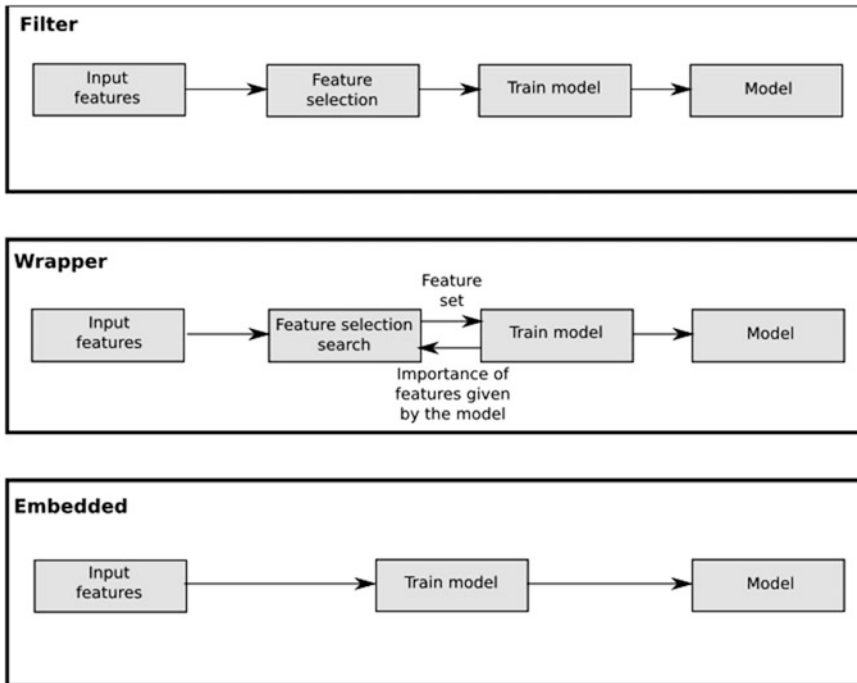 Filter
Input
features
Feature
selection
Train model
Model
Wrapper
Input
features
Feature selection
search
Feature
set
Importance of
features given
by the model
Train model
Model
Embedded
Input
features
Train model
Model